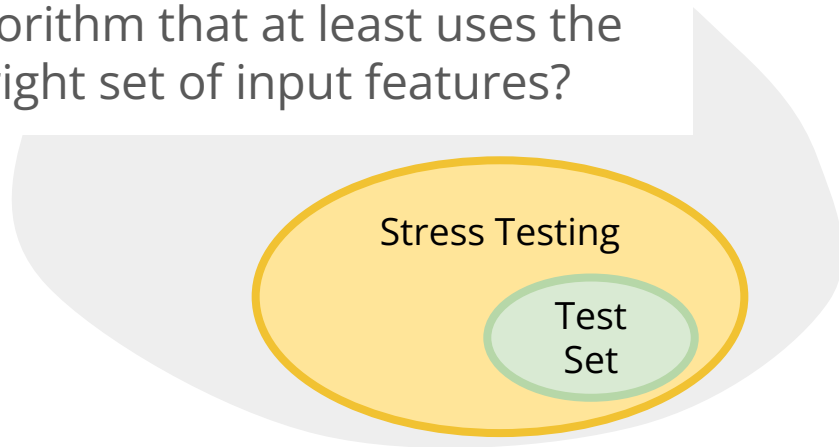 orithm that at least uses the
ight set of input features?
Stress Testing
Test
Set